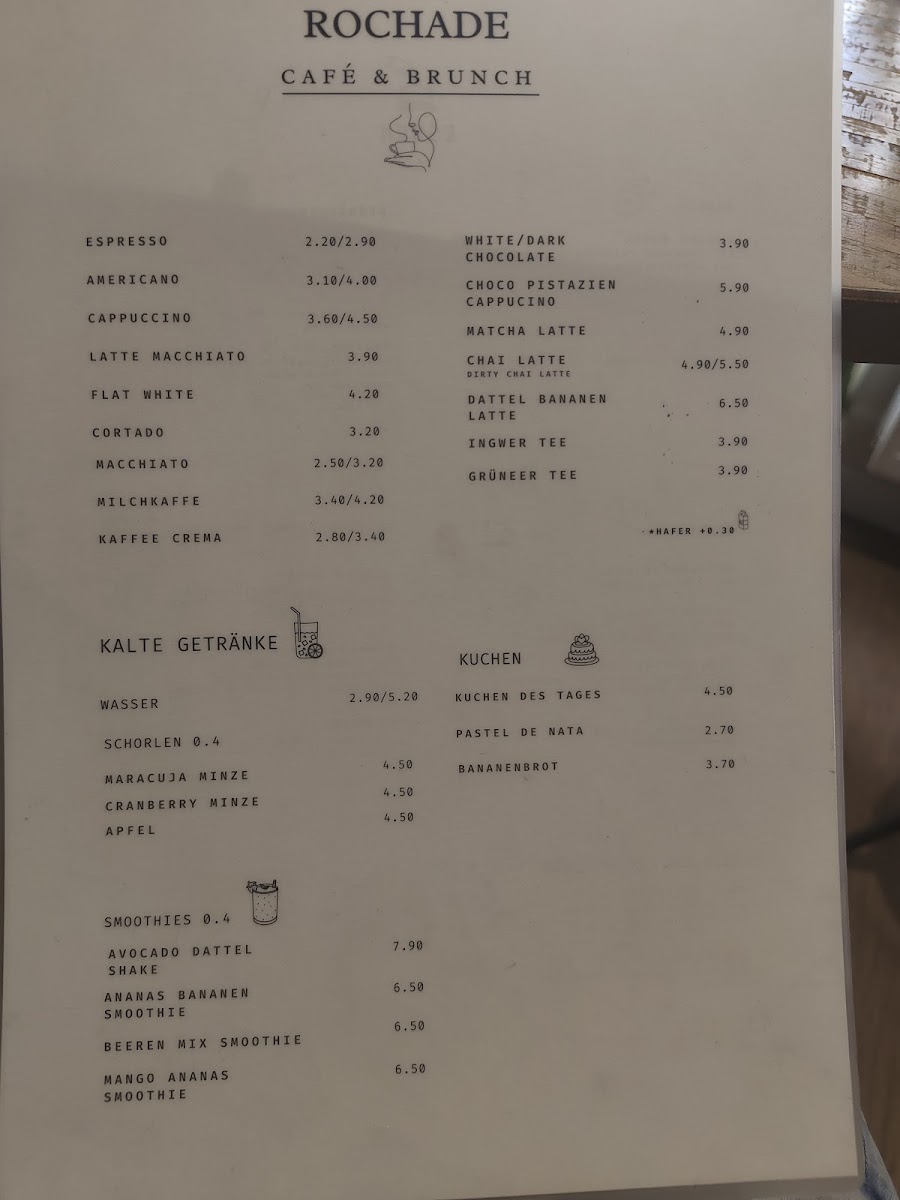 ROCHADE
CAFÉ & BRUNCH
ESPRESSO 2.20/2.90
AMERICANO 3.10/4.00
CAPPUCCINO 3.60/4.50
LATTE MACCHIATO 3.90
FLAT WHITE 4.20
CORTADO 3.20
MACCHIATO 2.50/3.20
MILCHKAFFE 3.40/4.20
KAFFEE CREMA 2.80/3.40
WHITE/DARK 3.90
CHOCOLATE
CHOCO PISTAZIEN 5.90
CAPPUCINO
MATCHA LATTE 4.90
CHAI LATTE 4.90/5.50
DIRTY CHAI LATTE
DATTEL BANANEN 6.50
LATTE
INGWER TEE 3.90
GRÜNEER TEE 3.90
*HAFER +0.30
KALTE GETRÄNKE
WASSER 2.90/5.20
SCHORLEN 0.4
MARACUJA MINZE 4.50
CRANBERRY MINZE 4.50
APFEL 4.50
SMOOTHIES 0.4
AVOCADO DATTEL 7.90
SHAKE
ANANAS BANANEN 6.50
SMOOTHIE
BEEREN MIX SMOOTHIE 6.50
MANGO ANANAS 6.50
SMOOTHIE
KUCHEN
KUCHEN DES TAGES 4.50
PASTEL DE NATA 2.70
BANANENBROT 3.70